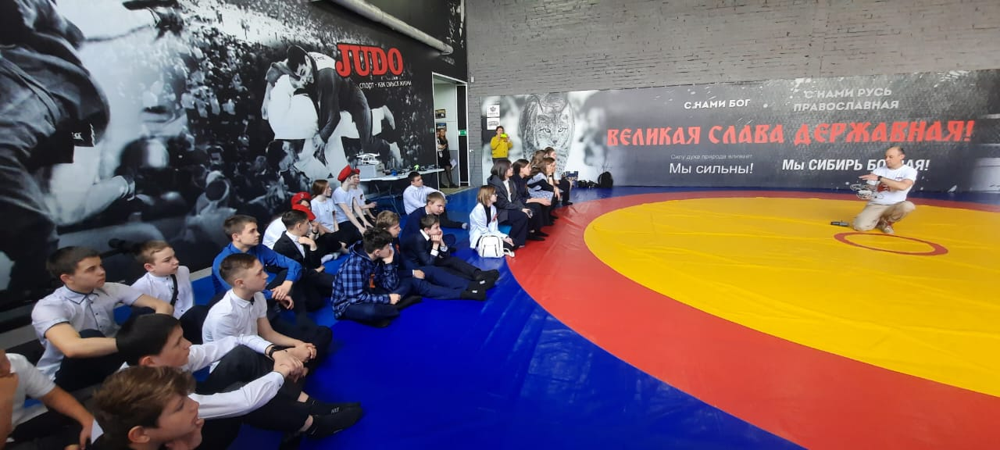 JUDO
СПОРТ - КАК СМЫСЛ ЖИЗНИ
С НАМИ БОГ
С НАМИ РУСЬ
ПРАВОСЛАВНАЯ
ВЕЛИКАЯ СЛАВА ДЕРЖАВНАЯ!
Силу духа природа вливает
Мы сильны!
Мы СИБИРЬ